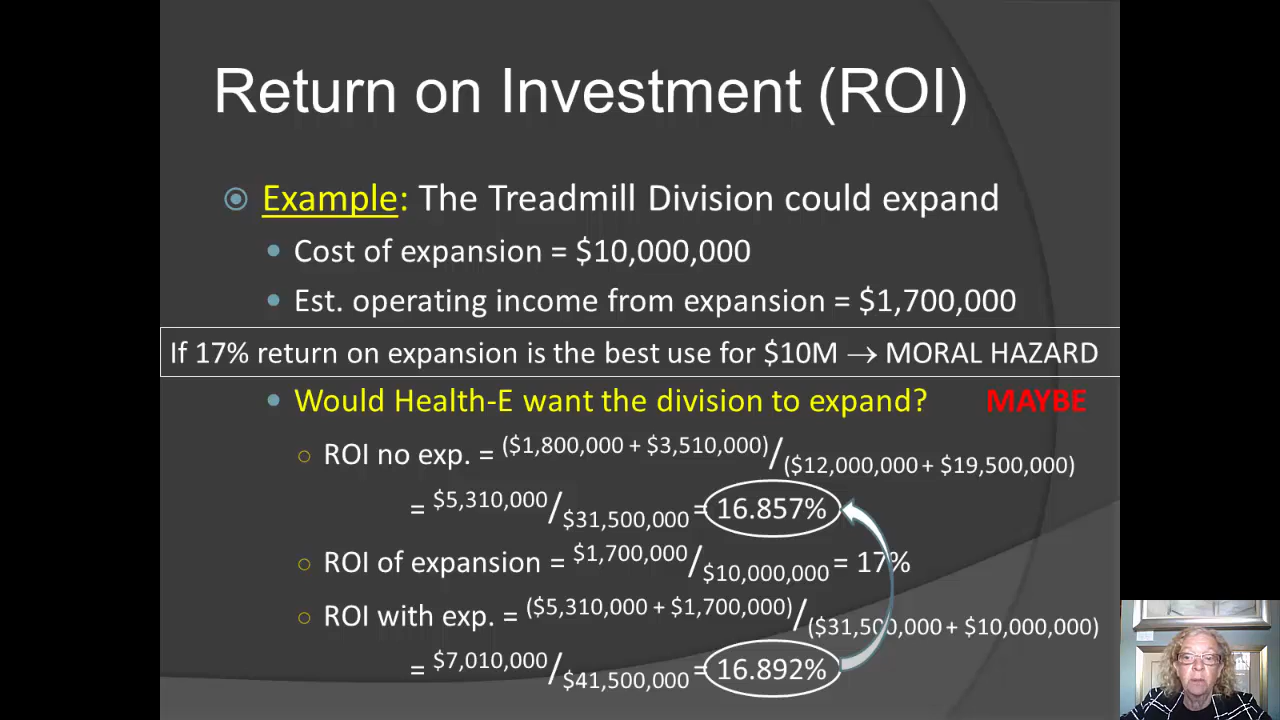 Return on Investment (ROI)
Example: The Treadmill Division could expand
Cost of expansion = $10,000,000
Est. operating income from expansion = $1,700,000
If 17% return on expansion is the best use for $10M → MORAL HAZARD
Would Health-E want the division to expand? MAYBE
ROI no exp. = ($1,800,000 + $3,510,000)/($12,000,000 + $19,500,000)
= $5,310,000/$31,500,000 = 16.857%
ROI of expansion = $1,700,000/$10,000,000 = 17%
ROI with exp. = ($5,310,000 + $1,700,000)/($31,500,000 + $10,000,000)
= $7,010,000/$41,500,000 = 16.892%